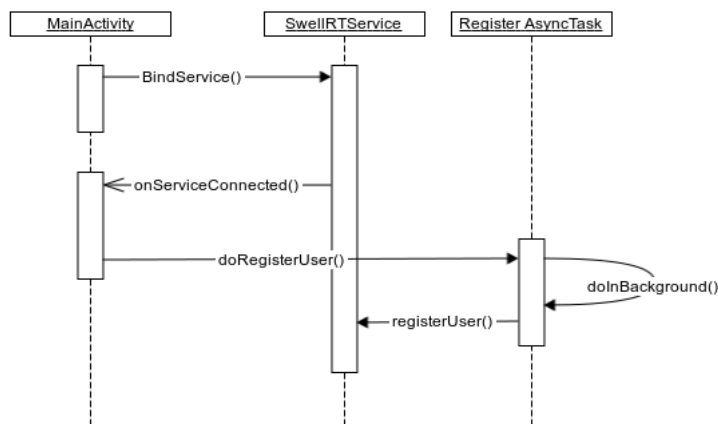 MainActivity
SwellRTService
Register AsyncTask
BindService()
onServiceConnected()
doRegisterUser()
doInBackground()
registerUser()